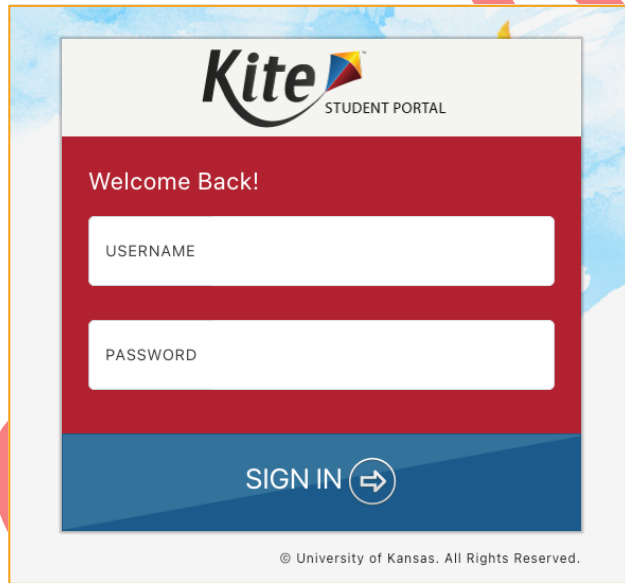 Kite
STUDENT PORTAL
Welcome Back!
USERNAME
PASSWORD
SIGN IN
© University of Kansas. All Rights Reserved.